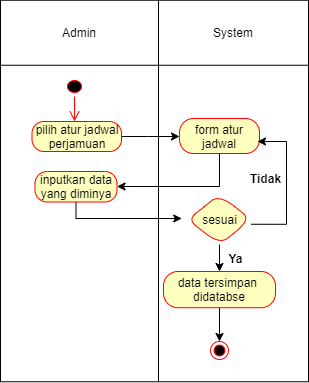 Admin
System
pilih atur jadwal
perjamuan
form atur
jadwal
inputkan data
yang diminya
Tidak
sesuai
Ya
data tersimpan
didatabse